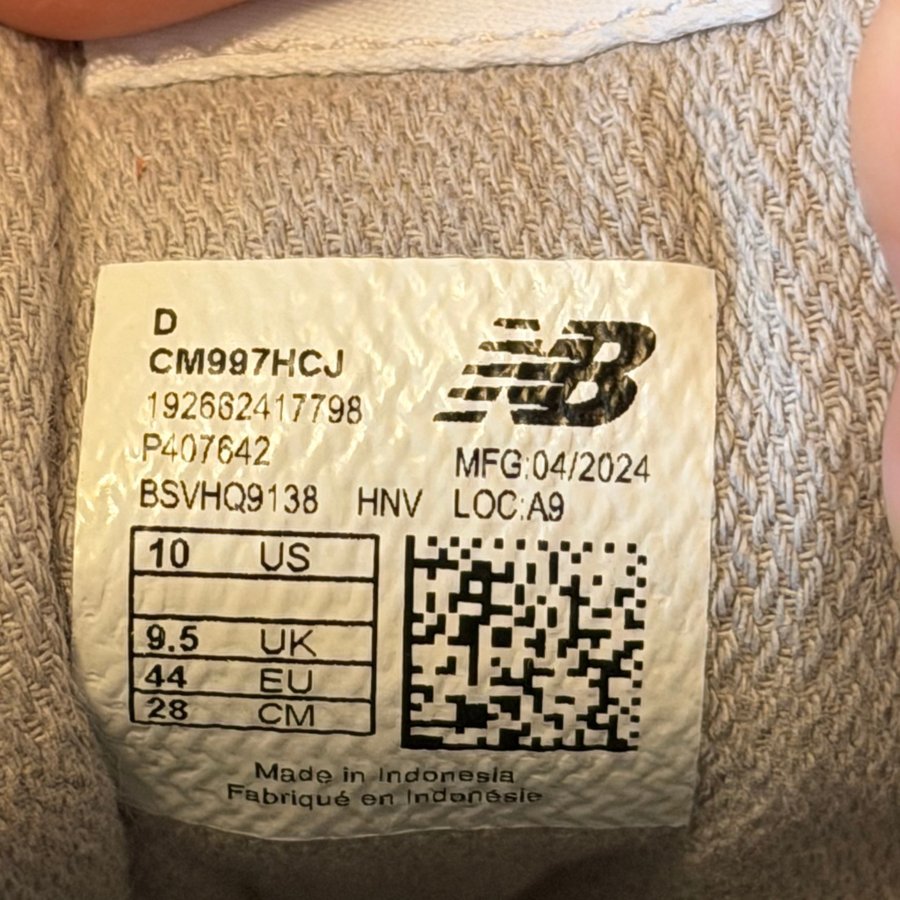 D
CM997HCJ
192662417798
P407642
BSVHQ9138 HNV
NB
MFG:04/2024
LOC:A9
10 US
9.5 UK
44 EU
28 CM
Made in Indonesia
Fabriqué en Indonésie